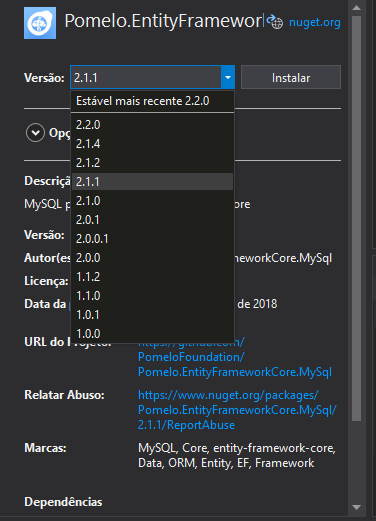 Pomelo.EntityFramewor
nuget.org
Versão: 2.1.1 Instalar
Estável mais recente 2.2.0
2.2.0
2.1.4
2.1.2
2.1.1
2.1.0
2.0.1
2.0.0.1
2.0.0
1.1.2
1.1.0
1.0.1
1.0.0
Opç
Descriçã
MySQL p ore
Versão:
Autor(es meworkCore.MySql
Licença:
Data da p de 2018
URL do Projeto: https://github.com/
PomeloFoundation/
Pomelo.EntityFrameworkCore.MySql
Relatar Abuso: https://www.nuget.org/packages/
Pomelo.EntityFrameworkCore.MySql/
2.1.1/ReportAbuse
Marcas: MySQL, Core, entity-framework-core,
Data, ORM, Entity, EF, Framework
Dependências